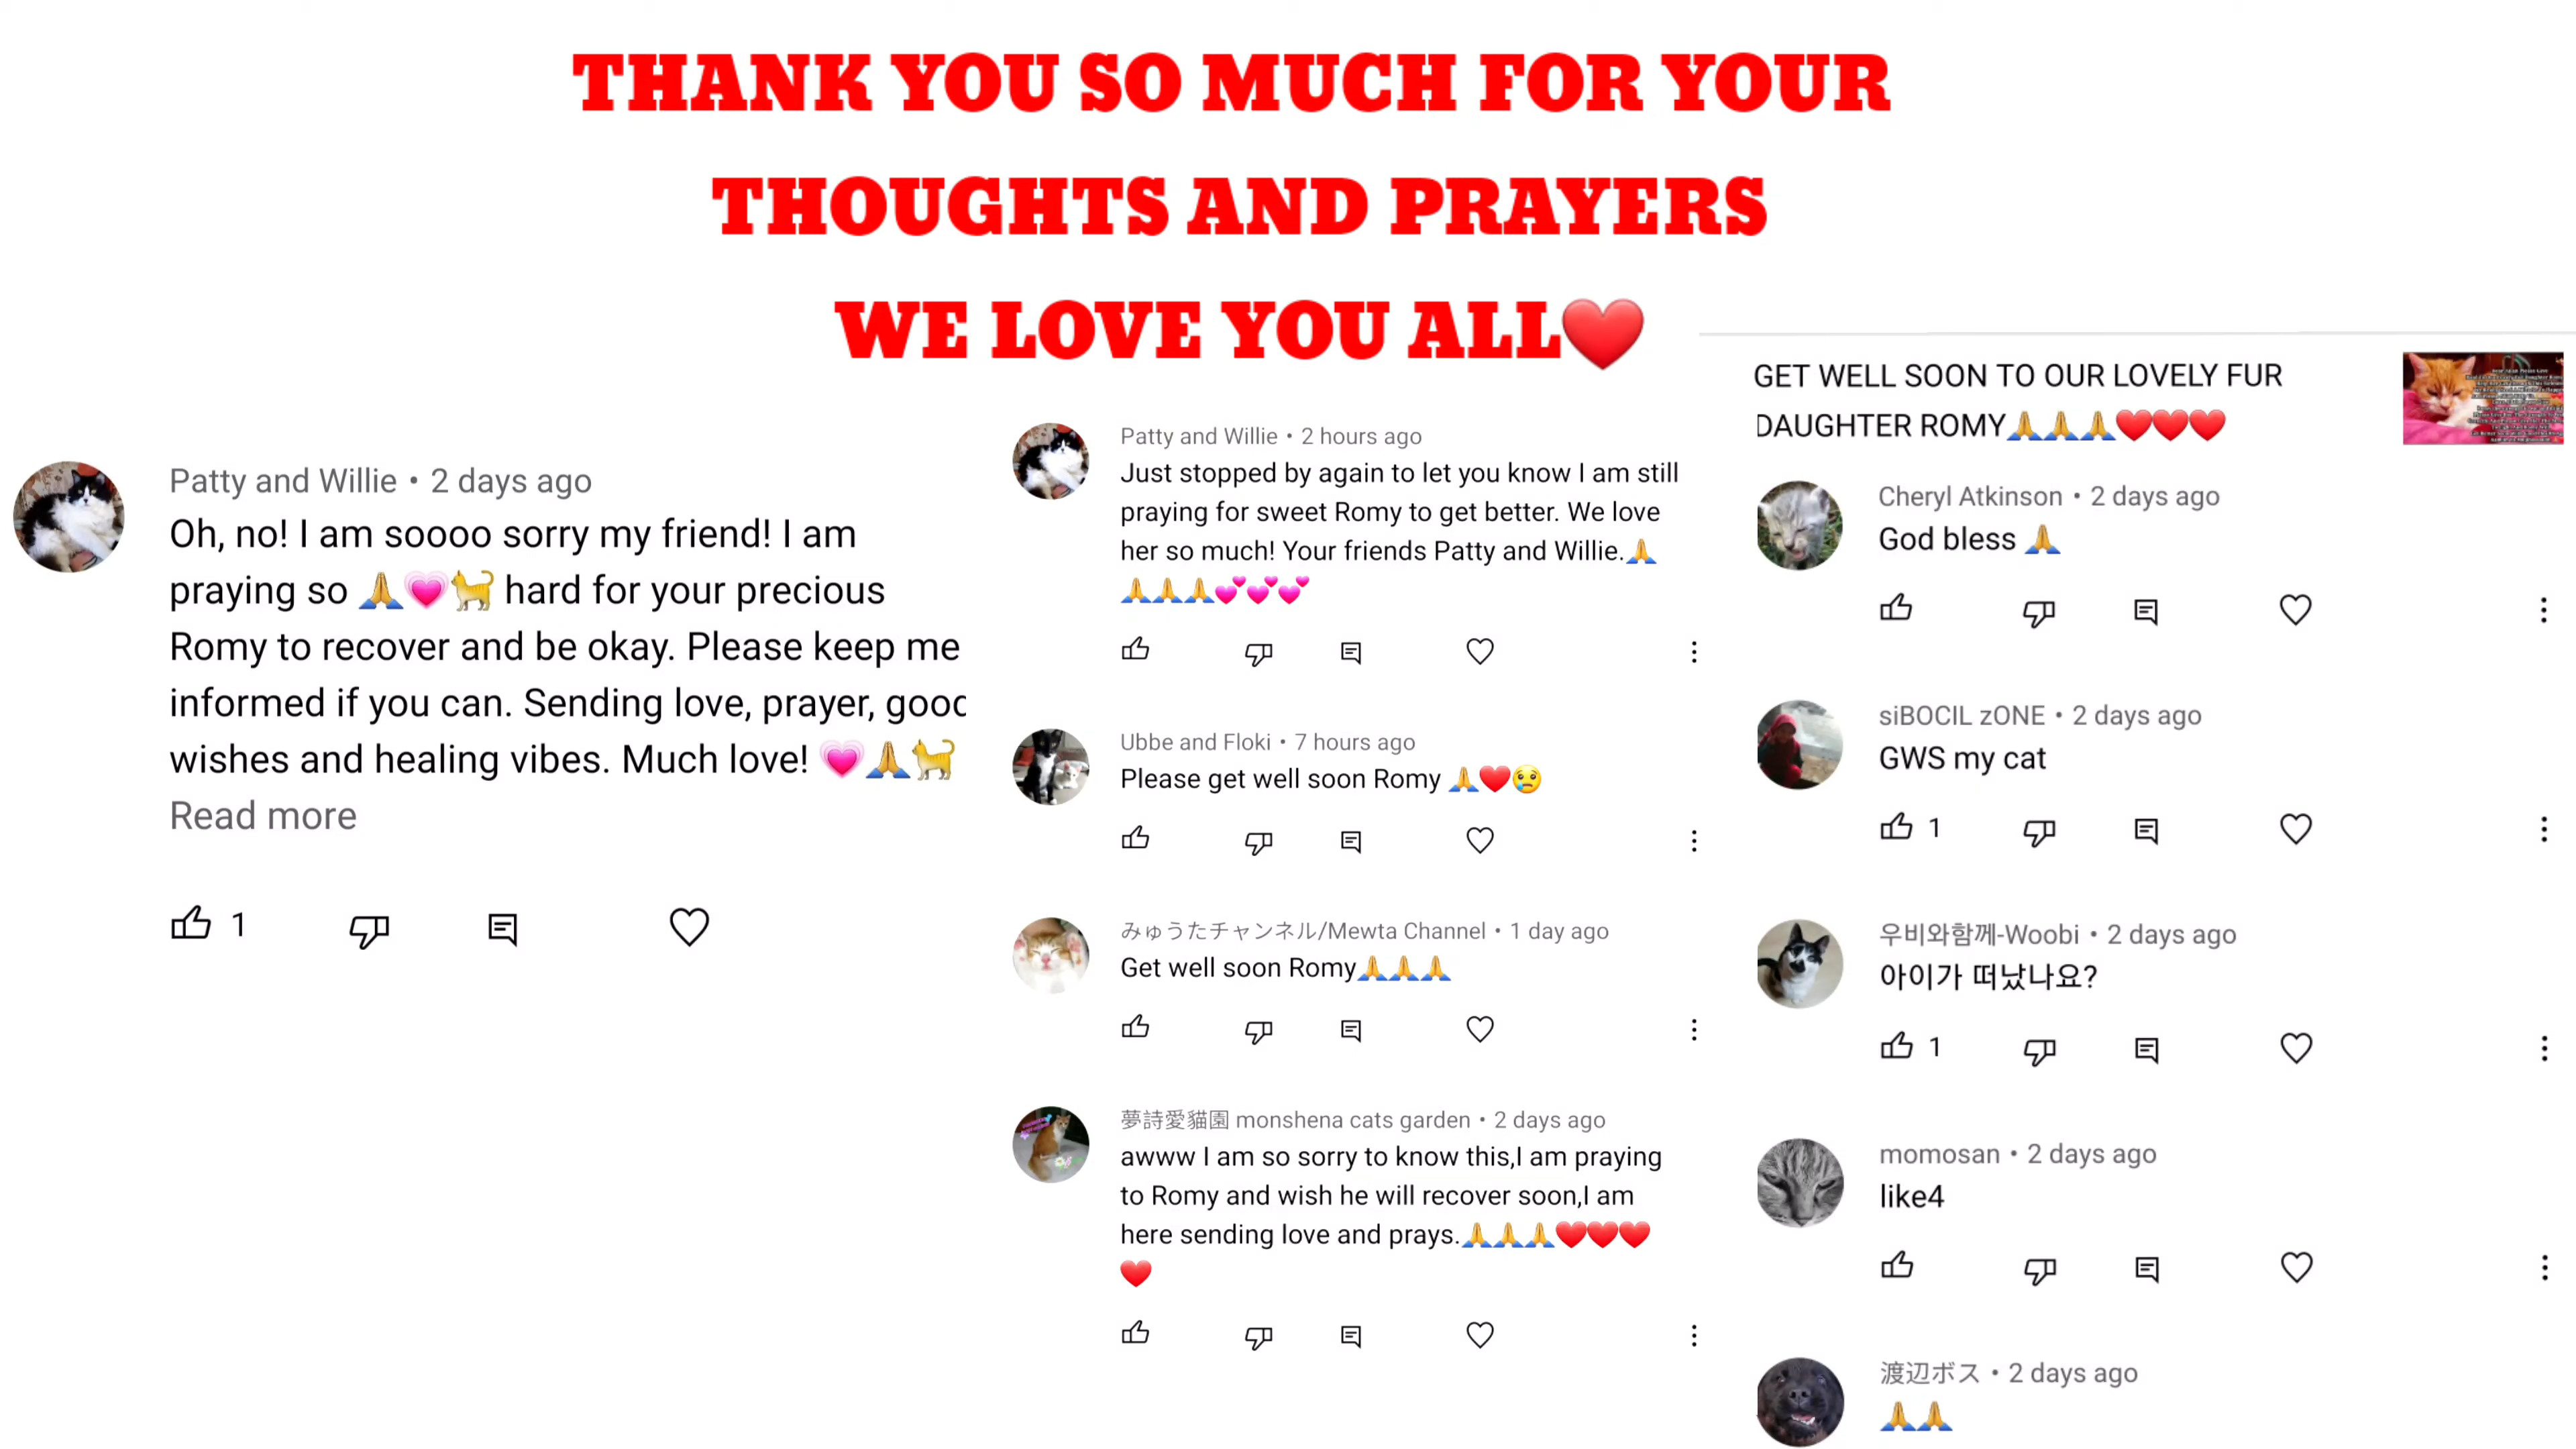 THANK YOU SO MUCH FOR YOUR
THOUGHTS AND PRAYERS
WE LOVE YOU ALL❤️
Patty and Willie • 2 days ago
Oh, no! I am soooo sorry my friend! I am
praying so 🙏💗🐈 hard for your precious
Romy to recover and be okay. Please keep me
informed if you can. Sending love, prayer, good
wishes and healing vibes. Much love! 💗🙏🐈
Read more
1
Patty and Willie • 2 hours ago
Just stopped by again to let you know I am still
praying for sweet Romy to get better. We love
her so much! Your friends Patty and Willie.🙏
🙏🙏🙏💕💕💕
Ubbe and Floki • 7 hours ago
Please get well soon Romy 🙏❤️😢
みゅうたチャンネル/Mewta Channel • 1 day ago
Get well soon Romy🙏🙏🙏
夢詩愛貓園 monshena cats garden • 2 days ago
awww I am so sorry to know this,I am praying
to Romy and wish he will recover soon,I am
here sending love and prays.🙏🙏🙏❤️❤️❤️
❤️
GET WELL SOON TO OUR LOVELY FUR
DAUGHTER ROMY🙏🙏🙏❤️❤️❤️
Cheryl Atkinson • 2 days ago
God bless 🙏
siBOCIL zONE • 2 days ago
GWS my cat
1
우비와함께-Woobi • 2 days ago
아이가 떠났나요?
1
momosan • 2 days ago
like4
渡辺ボス • 2 days ago
🙏🙏